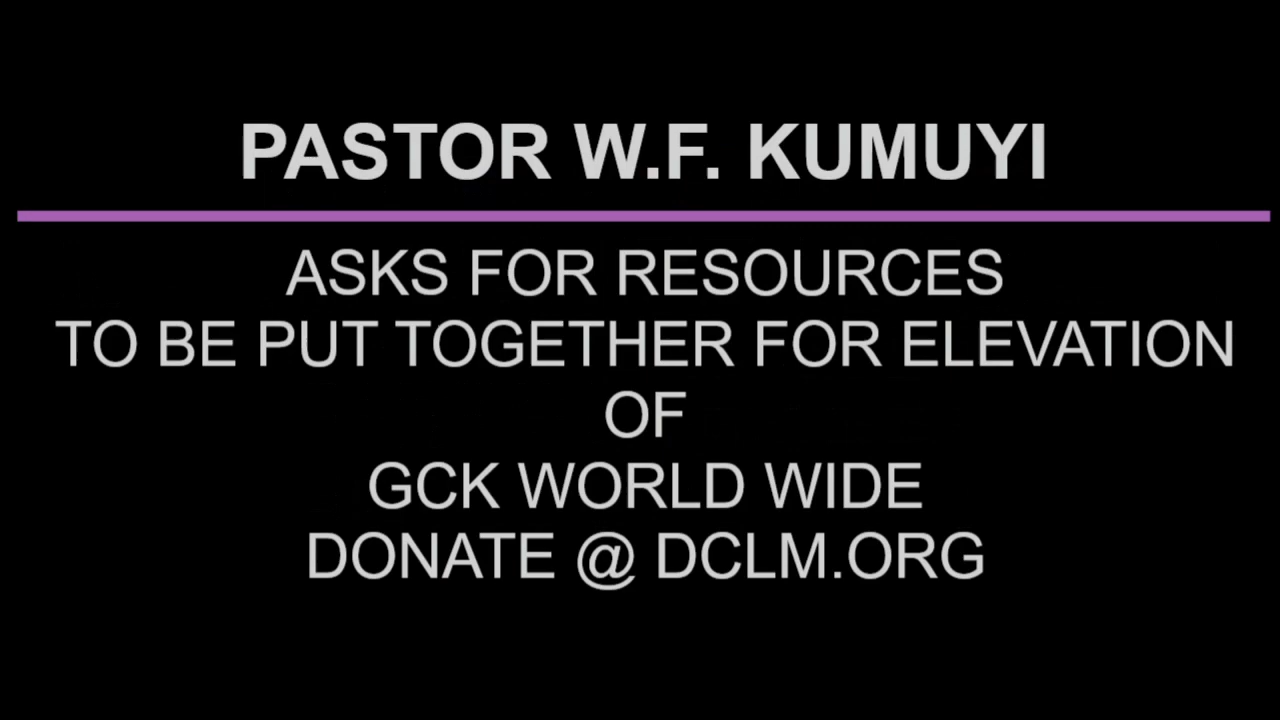 PASTOR W.F. KUMUYI
ASKS FOR RESOURCES
TO BE PUT TOGETHER FOR ELEVATION
OF
GCK WORLD WIDE
DONATE @ DCLM.ORG